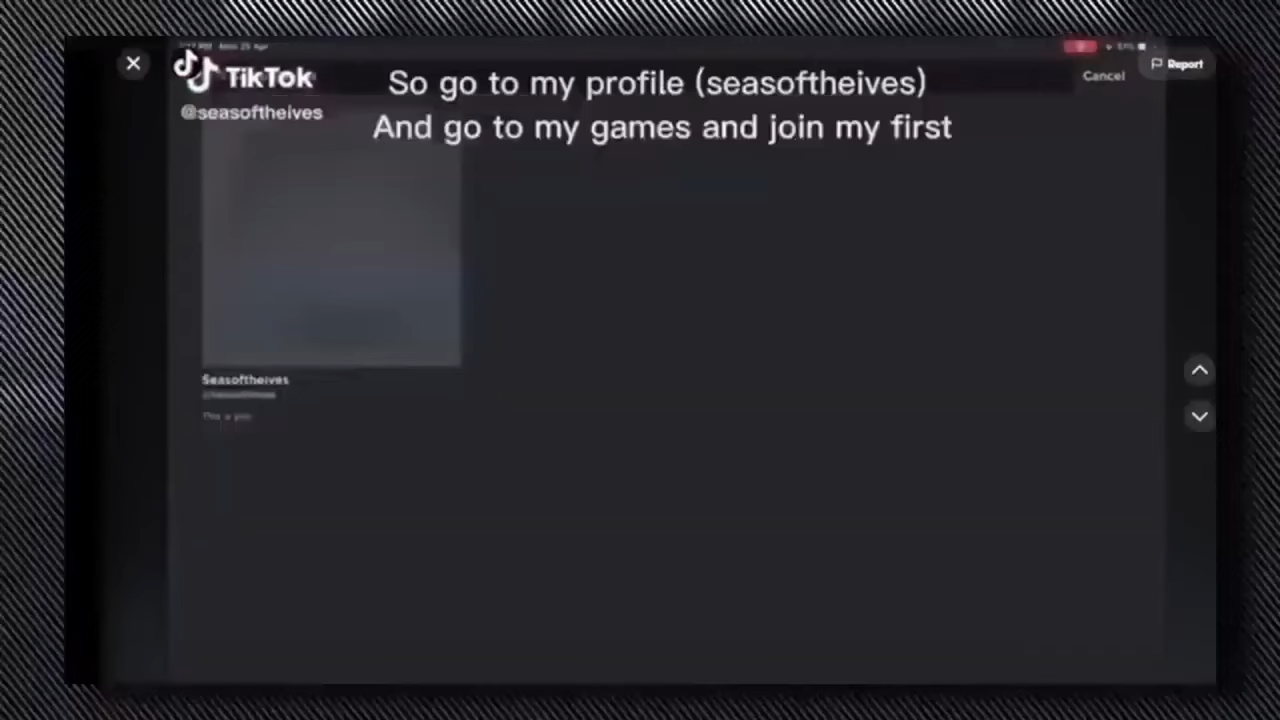 TikTok
@seasoftheives
So go to my profile (seasoftheives)
And go to my games and join my first
Cancel
Report
Seasoftheives